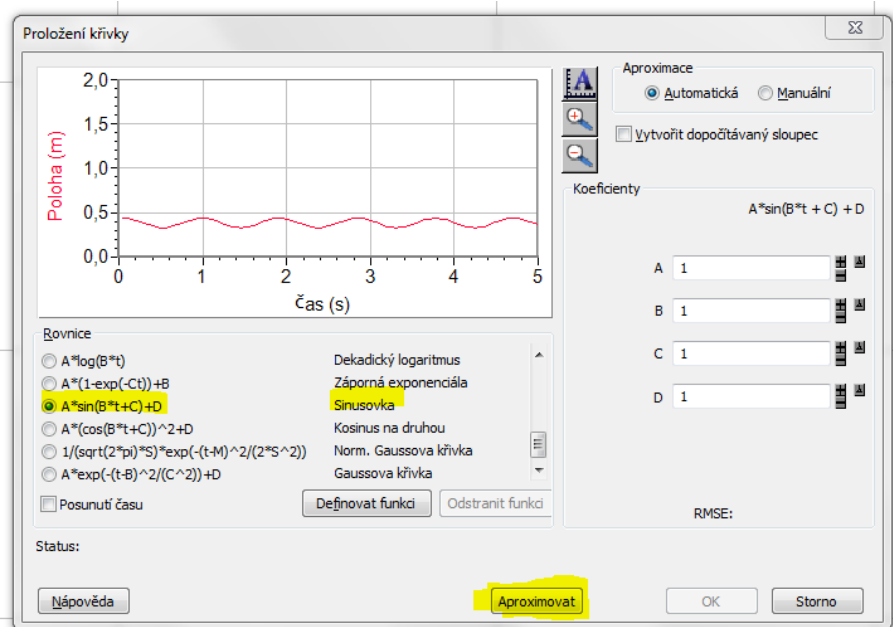 Proložení křivky
2,0
1,5
1,0
0,5
0,0
Poloha (m)
0 1 2 3 4 5
Čas (s)
Aproximace
Automatická Manuální
Vytvořit dopočítávaný sloupec
Koeficienty
A*sin(B*t + C) + D
A 1
B 1
C 1
D 1
RMSE:
Rovnice
A*log(B*t) Dekadický logaritmus
A*(1-exp(-Ct))+B Záporná exponenciála
A*sin(B*t+C)+D Sinusovka
A*(cos(B*t+C))^2+D Kosinus na druhou
1/(sqrt(2*pi)*S)*exp(-(t-M)^2/(2*S^2)) Norm. Gaussova křivka
A*exp(-(t-B)^2/(C^2))+D Gaussova křivka
Posunutí času Definovat funkci Odstranit funkci
Status:
Nápověda Aproximovat OK Storno